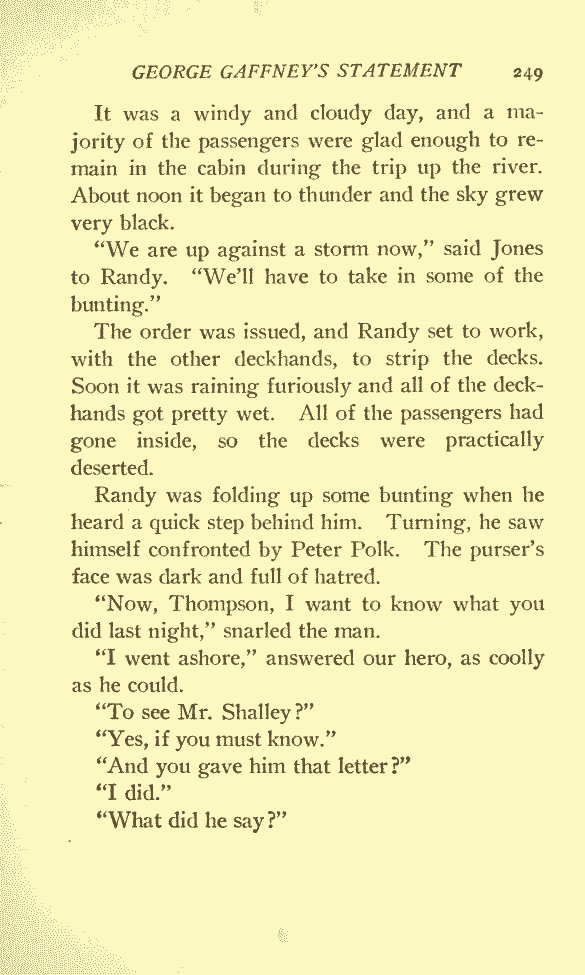 GEORGE GAFFNEY'S STATEMENT 249
It was a windy and cloudy day, and a ma-
jority of the passengers were glad enough to re-
main in the cabin during the trip up the river.
About noon it began to thunder and the sky grew
very black.
"We are up against a storm now," said Jones
to Randy. "We'll have to take in some of the
bunting."
The order was issued, and Randy set to work,
with the other deckhands, to strip the decks.
Soon it was raining furiously and all of the deck-
hands got pretty wet. All of the passengers had
gone inside, so the decks were practically
deserted.
Randy was folding up some bunting when he
heard a quick step behind him. Turning, he saw
himself confronted by Peter Polk. The purser's
face was dark and full of hatred.
"Now, Thompson, I want to know what you
did last night," snarled the man.
"I went ashore," answered our hero, as coolly
as he could.
"To see Mr. Shalley?"
"Yes, if you must know."
"And you gave him that letter?"
"I did."
"What did he say?"